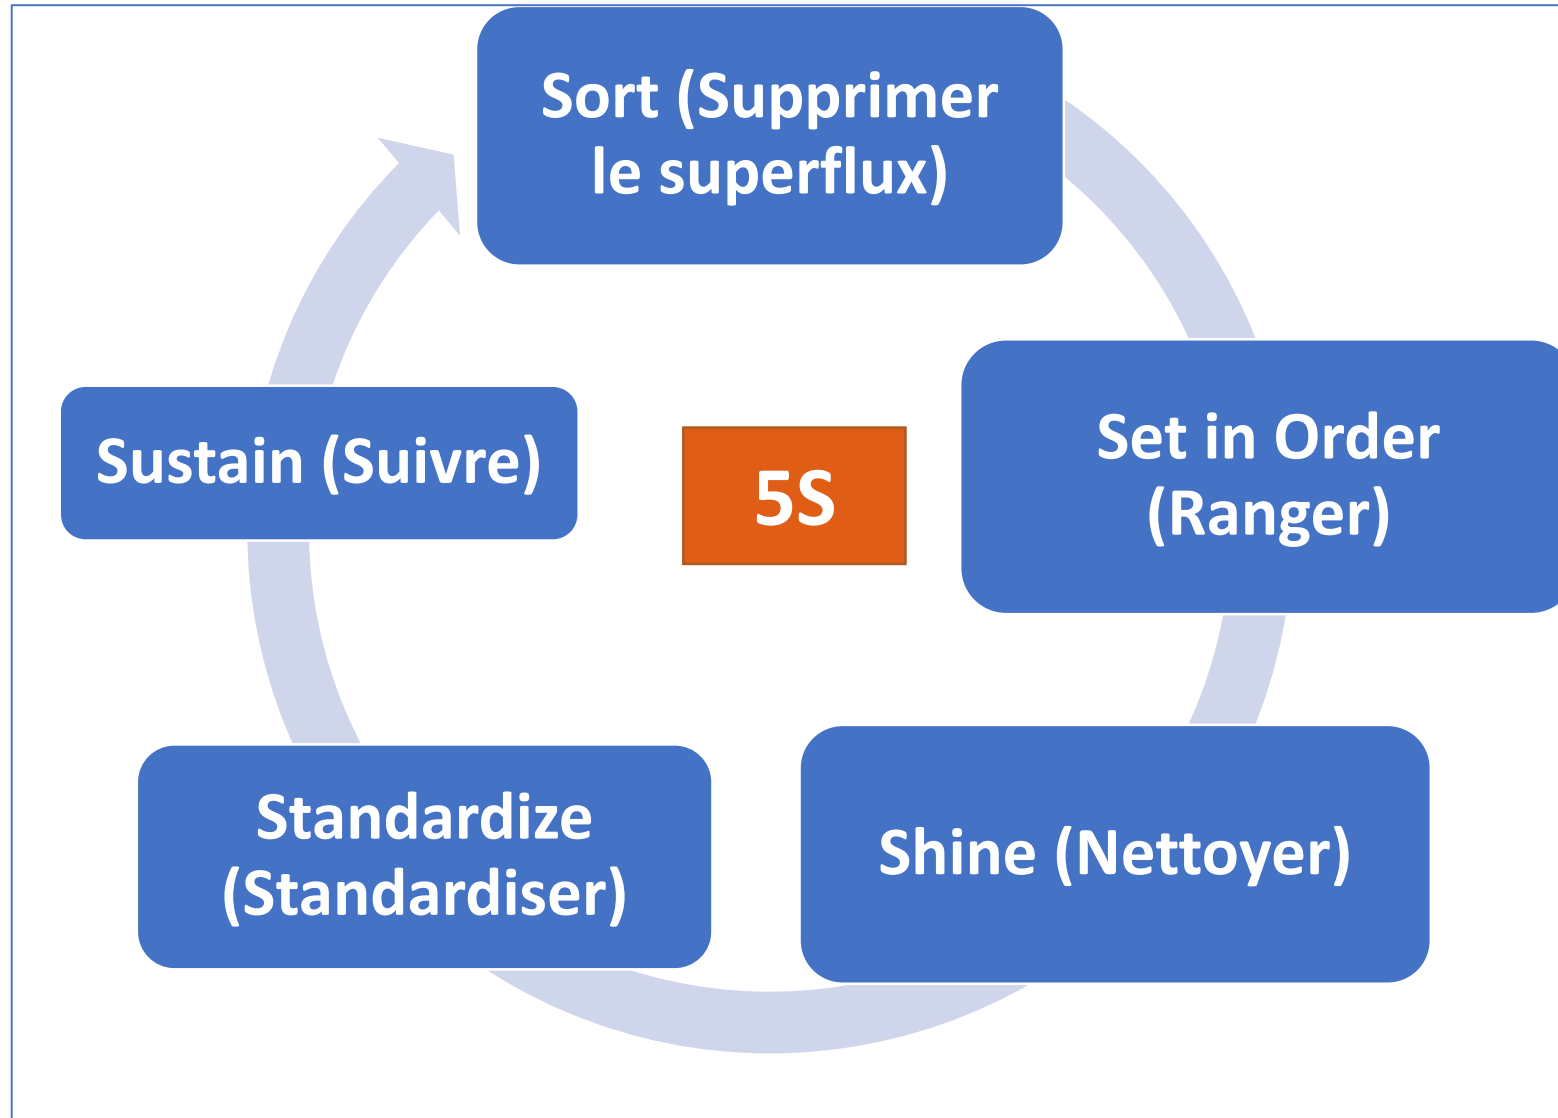 Sort (Supprimer
le superflux)
Set in Order
(Ranger)
Shine (Nettoyer)
Standardize
(Standardiser)
Sustain (Suivre)
5S